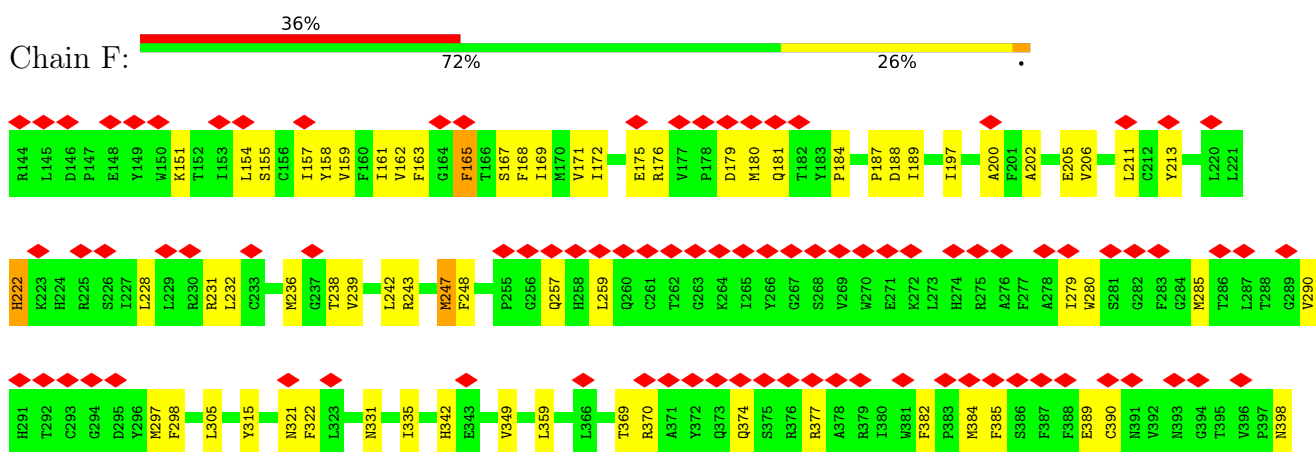 36%
Chain F:
72% 26% •
R144 L145 D146 P147 E148 Y149 W150 K151 T152 I153 L154 S155 C156 I157 Y158 V159 F160 I161 V162 F163 G164 F165 T166 S167 F168 I169 M170 V171 I172 E175 R176 V177 P178 D179 M180 Q181 T182 Y183 P184 P187 D188 I189 I197 A200 F201 A202 E205 V206 L211 C212 Y213 L220 L221
H222 K223 H224 R225 S226 I227 L228 L229 R230 R231 L232 C233 M236 G237 T238 V239 L242 R243 M247 F248 P255 G256 Q257 H258 L259 Q260 C261 T262 G263 K264 I265 Y266 G267 S268 V269 W270 E271 K272 L273 H274 R275 A276 F277 A278 I279 W280 S281 G282 F283 G284 M285 T286 L287 T288 G289 V290
H291 T292 C293 G294 D295 Y296 M297 F298 L305 Y315 N321 F322 L323 N331 I335 H342 E343 V349 L359 L366 T369 R370 A371 Y372 Q373 Q374 S375 R376 R377 A378 R379 I380 W381 F382 P383 M384 F385 S386 F387 F388 E389 C390 N391 V392 N393 G394 T395 V396 P397 N398